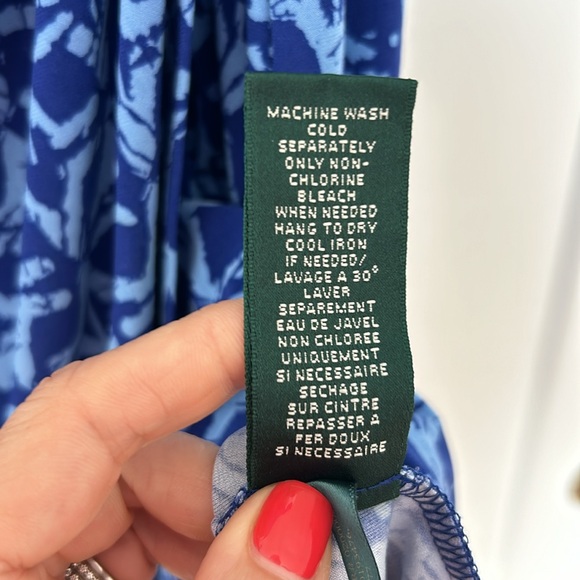 MACHINE WASH
COLD
SEPARATELY
ONLY NON-
CHLORINE
BLEACH
WHEN NEEDED
HANG TO DRY
COOL IRON
IF NEEDED/
LAVAGE A 30°
LAVER
SEPAREMENT
EAU DE JAVEL
NON CHLOREE
UNIQUEMENT
SI NECESSAIRE
SECHAGE
SUR CINTRE
REPASSER A
FER DOUX
SI NECESSAIRE